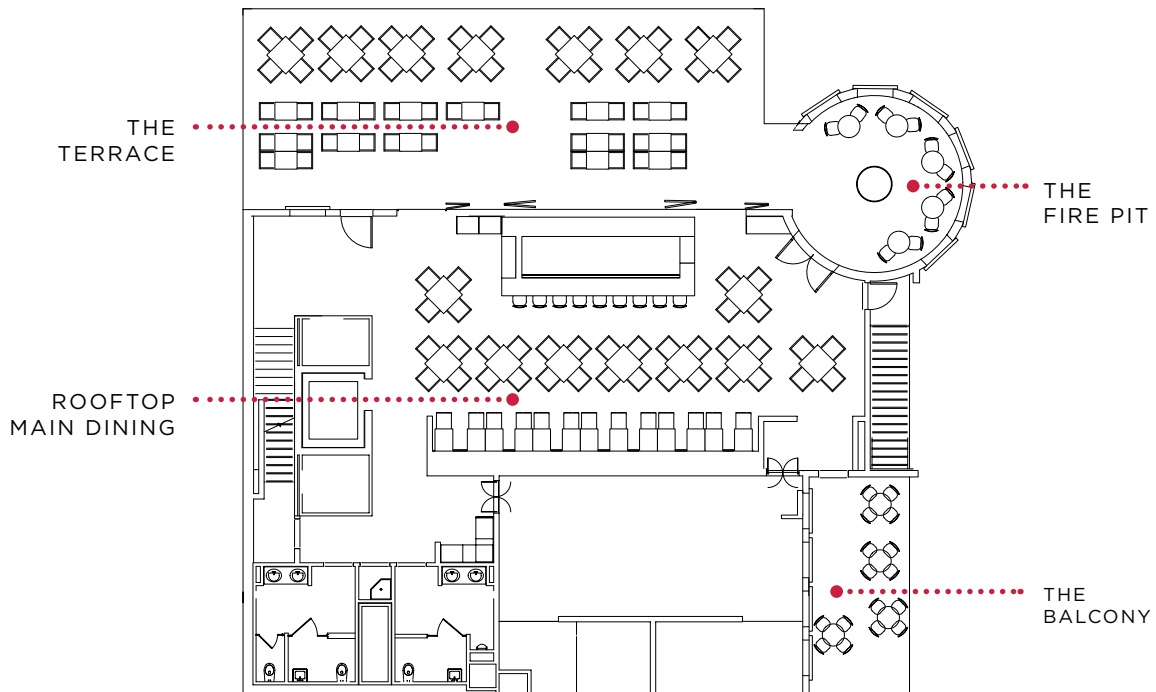 THE
TERRACE
THE
FIRE PIT
ROOFTOP
MAIN DINING
THE
BALCONY